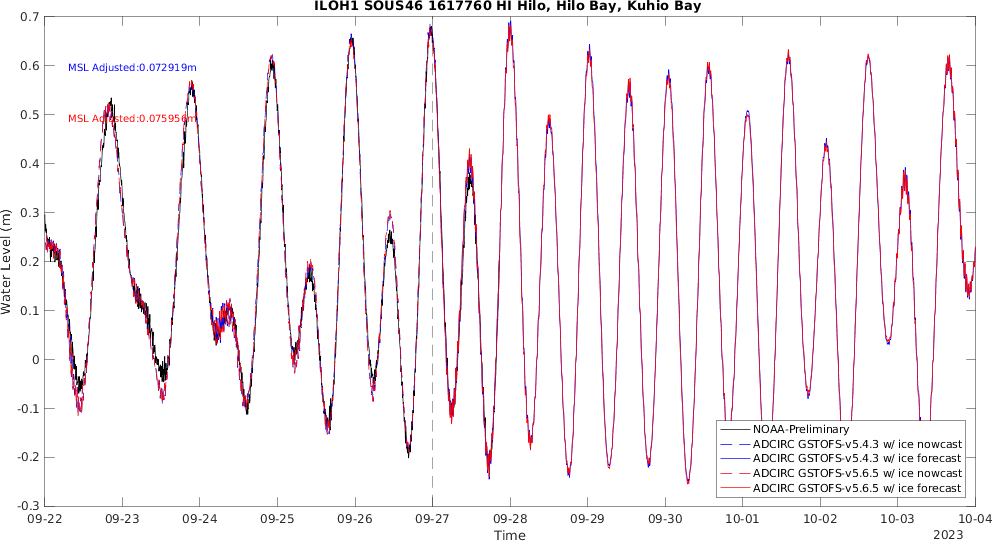 ILOH1 SOUS46 1617760 HI Hilo, Hilo Bay, Kuhio Bay
0.7
0.6
0.5
0.4
0.3
0.2
0.1
0
-0.1
-0.2
-0.3
Water Level (m)
MSL Adjusted:0.072919m
MSL Adjusted:0.075956m
NOAA-Preliminary
ADCIRC GSTOFS-v5.4.3 w/ ice nowcast
ADCIRC GSTOFS-v5.4.3 w/ ice forecast
ADCIRC GSTOFS-v5.6.5 w/ ice nowcast
ADCIRC GSTOFS-v5.6.5 w/ ice forecast
09-22 09-23 09-24 09-25 09-26 09-27 09-28 09-29 09-30 10-01 10-02 10-03 10-04
Time
2023